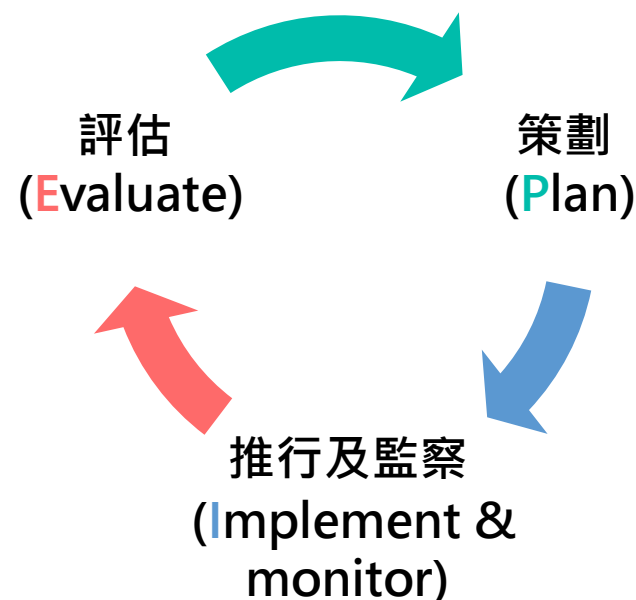 評估
(Evaluate)
策劃
(Plan)
推行及監察
(Implement &
monitor)